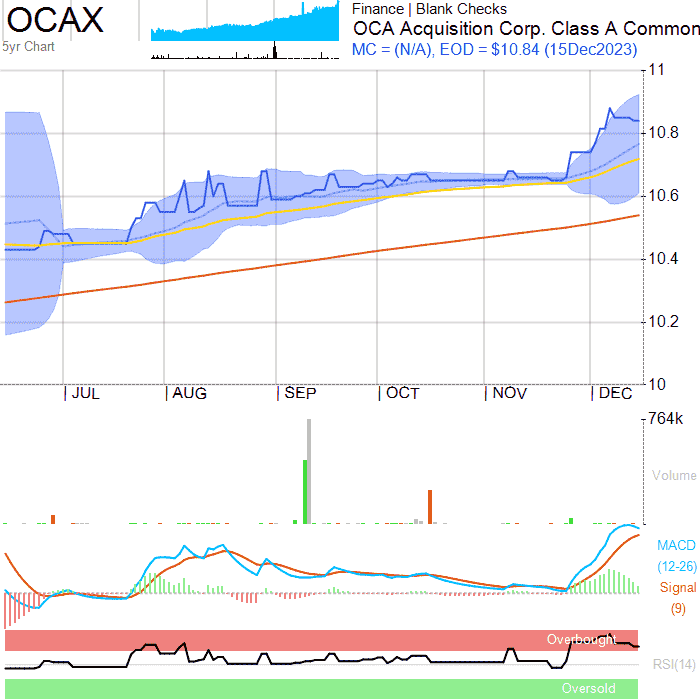 OCAX
5yr Chart
Finance | Blank Checks
OCA Acquisition Corp. Class A Common
MC = (N/A), EOD = $10.84 (15Dec2023)
11
10.8
10.6
10.4
10.2
10
| JUL | AUG | SEP | OCT | NOV | DEC
764k
Volume
MACD
(12-26)
Signal
(9)
Overbought
RSI(14)
Oversold